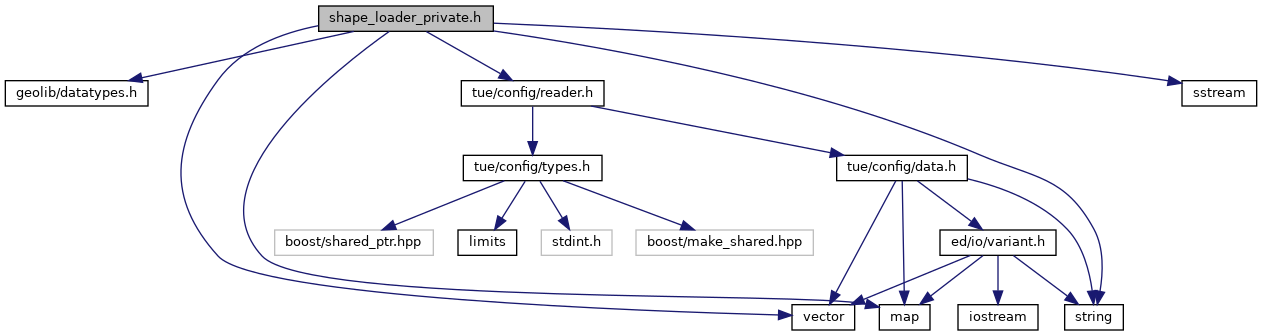 shape_loader_private.h
geolib/datatypes.h
tue/config/reader.h
sstream
tue/config/types.h
tue/config/data.h
boost/shared_ptr.hpp
limits
stdint.h
boost/make_shared.hpp
ed/io/variant.h
vector
map
iostream
string